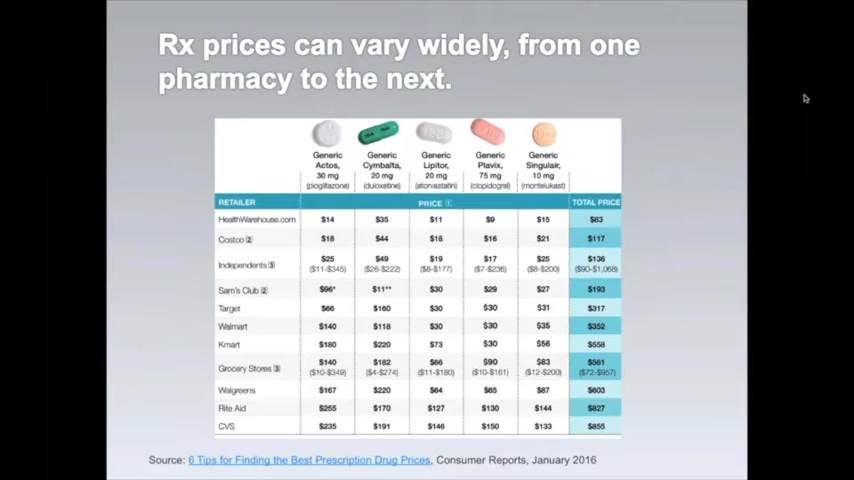 Rx prices can vary widely, from one
pharmacy to the next.
Generic Actos, 30 mg (pioglitazone)
Generic Cymbalta, 20 mg (duloxetine)
Generic Lipitor, 20 mg (atorvastatin)
Generic Plavix, 75 mg (clopidogrel)
Generic Singulair, 10 mg (montelukast)
RETAILER PRICE TOTAL PRICE
HealthWarehouse.com $14 $35 $11 $9 $15 $83
Costco 2 $18 $44 $18 $16 $21 $117
Independents 3 $25 $49 $19 $17 $25 $136
($11-$345) ($26-$222) ($8-$177) ($7-$236) ($8-$200) ($90-$1,068)
Sam's Club 2 $96* $11** $30 $29 $27 $193
Target $66 $160 $30 $30 $31 $317
Walmart $140 $118 $30 $30 $35 $352
Kmart $180 $220 $73 $30 $56 $558
Grocery Stores 3 $140 $182 $66 $90 $83 $561
($10-$349) ($4-$274) ($11-$180) ($10-$161) ($12-$200) ($72-$957)
Walgreens $167 $220 $64 $65 $87 $603
Rite Aid $255 $170 $127 $130 $144 $827
CVS $235 $191 $146 $150 $133 $855
Source: 6 Tips for Finding the Best Prescription Drug Prices, Consumer Reports, January 2016